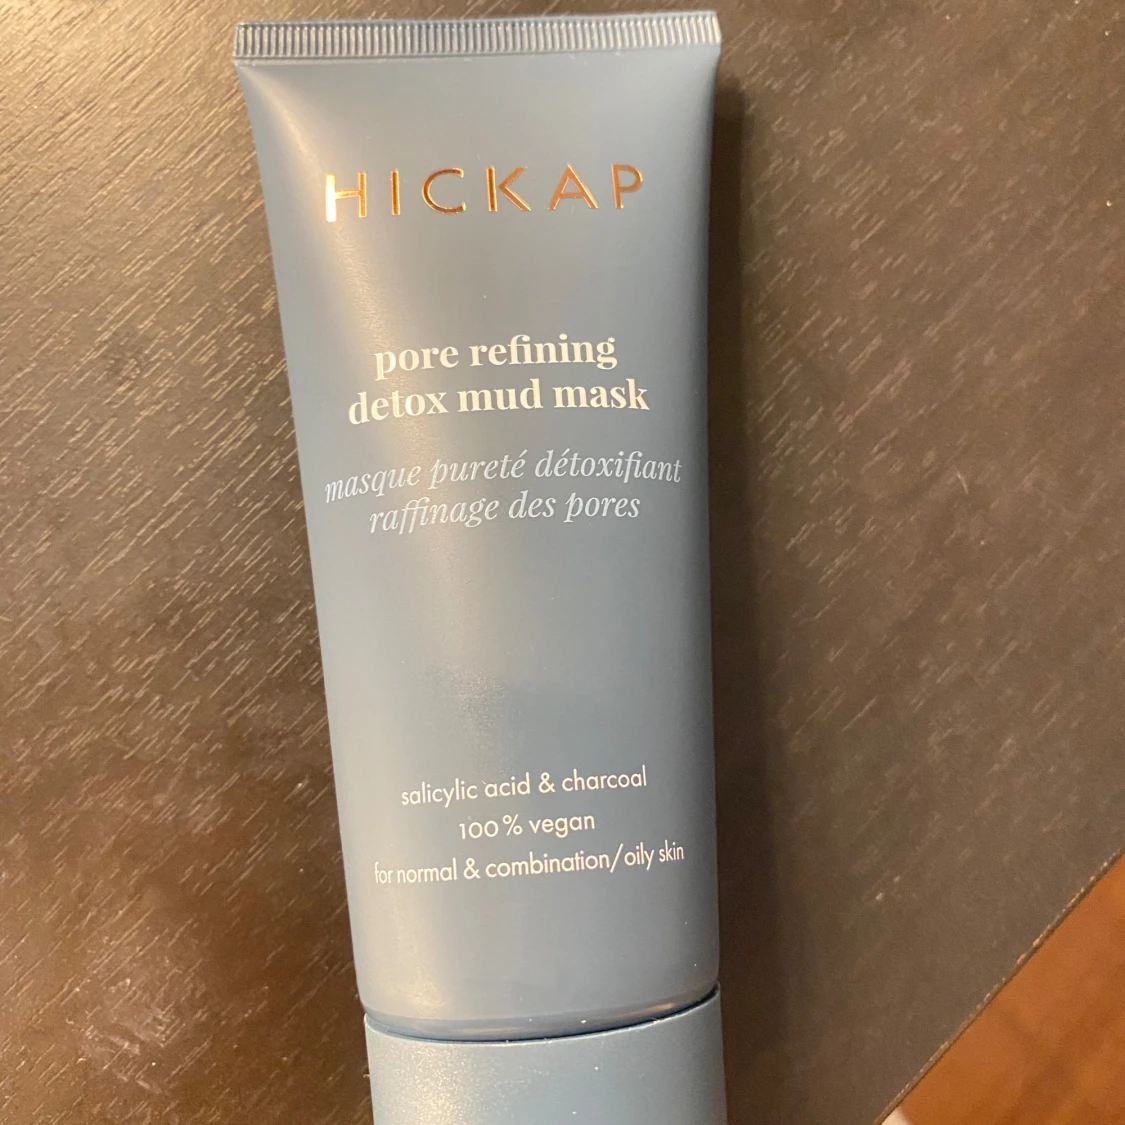 HICKAP
pore refining
detox mud mask
masque pureté détoxifiant
raffinage des pores
salicylic acid & charcoal
100% vegan
for normal & combination/oily skin